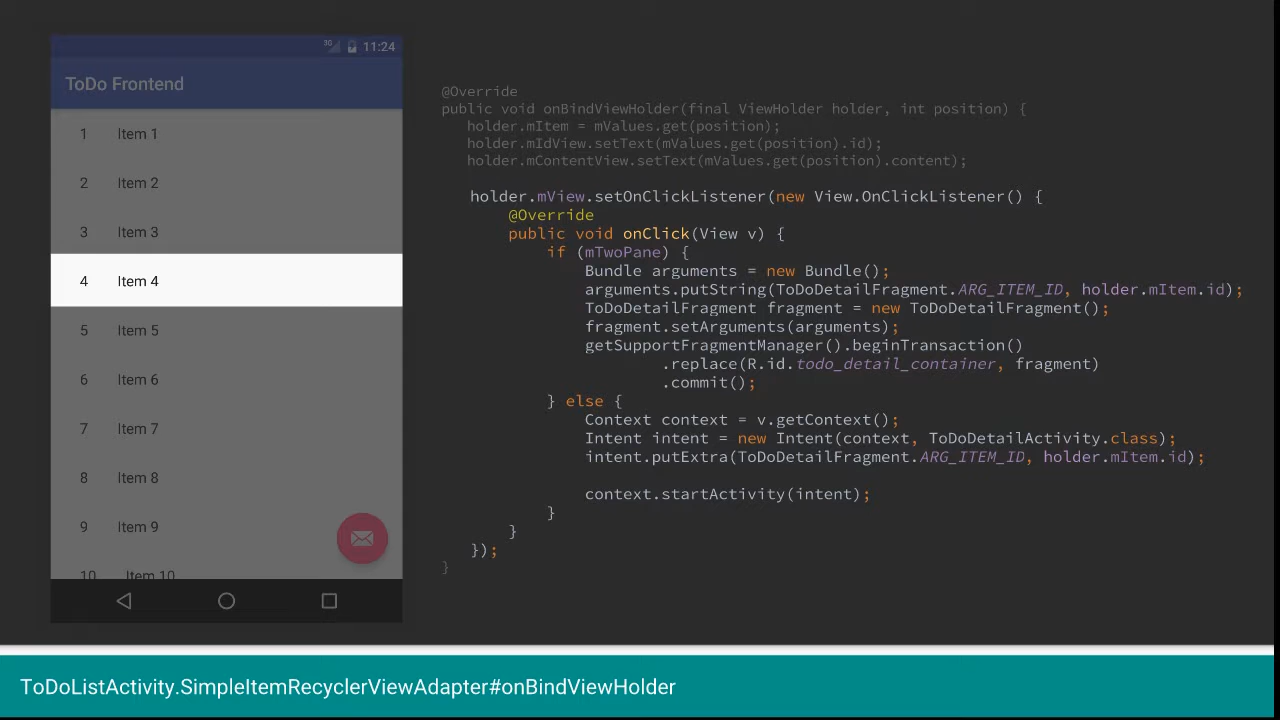 3G 11:24
ToDo Frontend
1 Item 1
2 Item 2
3 Item 3
4 Item 4
5 Item 5
6 Item 6
7 Item 7
8 Item 8
9 Item 9
10 Item 10
@Override
public void onBindViewHolder(final ViewHolder holder, int position) {
holder.mItem = mValues.get(position);
holder.mIdView.setText(mValues.get(position).id);
holder.mContentView.setText(mValues.get(position).content);
holder.mView.setOnClickListener(new View.OnClickListener() {
@Override
public void onClick(View v) {
if (mTwoPane) {
Bundle arguments = new Bundle();
arguments.putString(ToDoDetailFragment.ARG_ITEM_ID, holder.mItem.id);
ToDoDetailFragment fragment = new ToDoDetailFragment();
fragment.setArguments(arguments);
getSupportFragmentManager().beginTransaction()
.replace(R.id.todo_detail_container, fragment)
.commit();
} else {
Context context = v.getContext();
Intent intent = new Intent(context, ToDoDetailActivity.class);
intent.putExtra(ToDoDetailFragment.ARG_ITEM_ID, holder.mItem.id);
context.startActivity(intent);
}
}
});
}
ToDoListActivity.SimpleItemRecyclerViewAdapter#onBindViewHolder